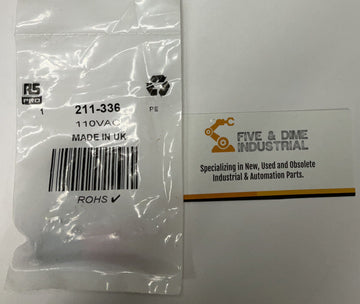 RS
PRO
1
211-336
110VAC
PE
MADE IN UK
ROHS ✓
FIVE & DIME
INDUSTRIAL
Specializing in New, Used and Obsolete
Industrial & Automation Parts.